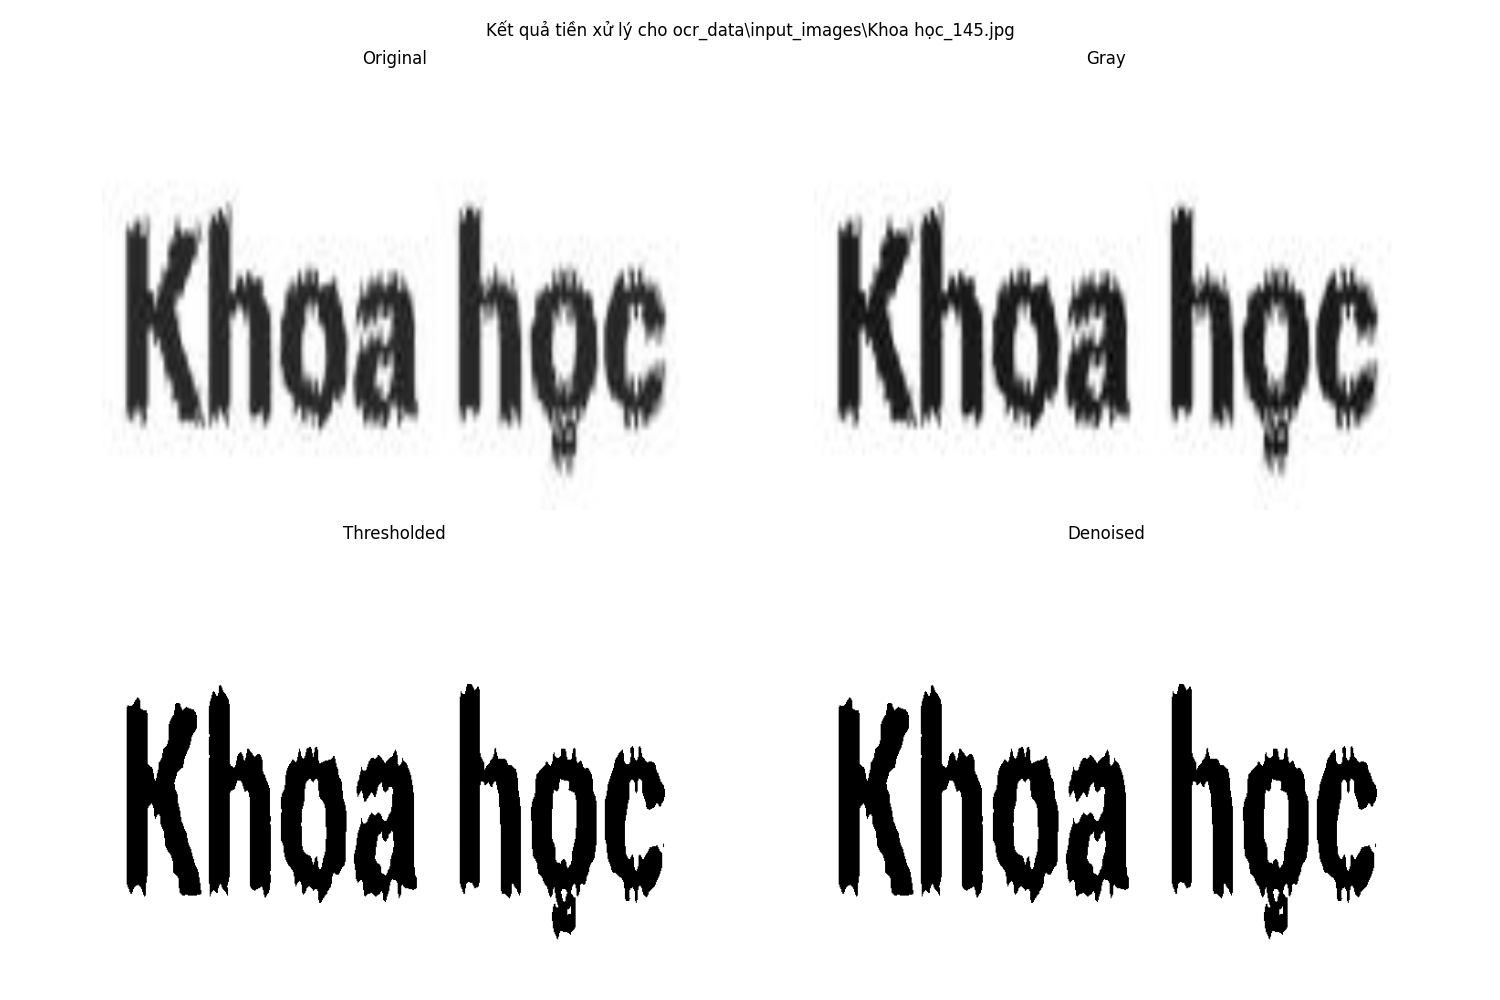 Kết quả tiền xử lý cho ocr_data\input_images\Khoa học_145.jpg
Original
Gray
Khoa học
Khoa học
Thresholded
Denoised
Khoa học
Khoa học